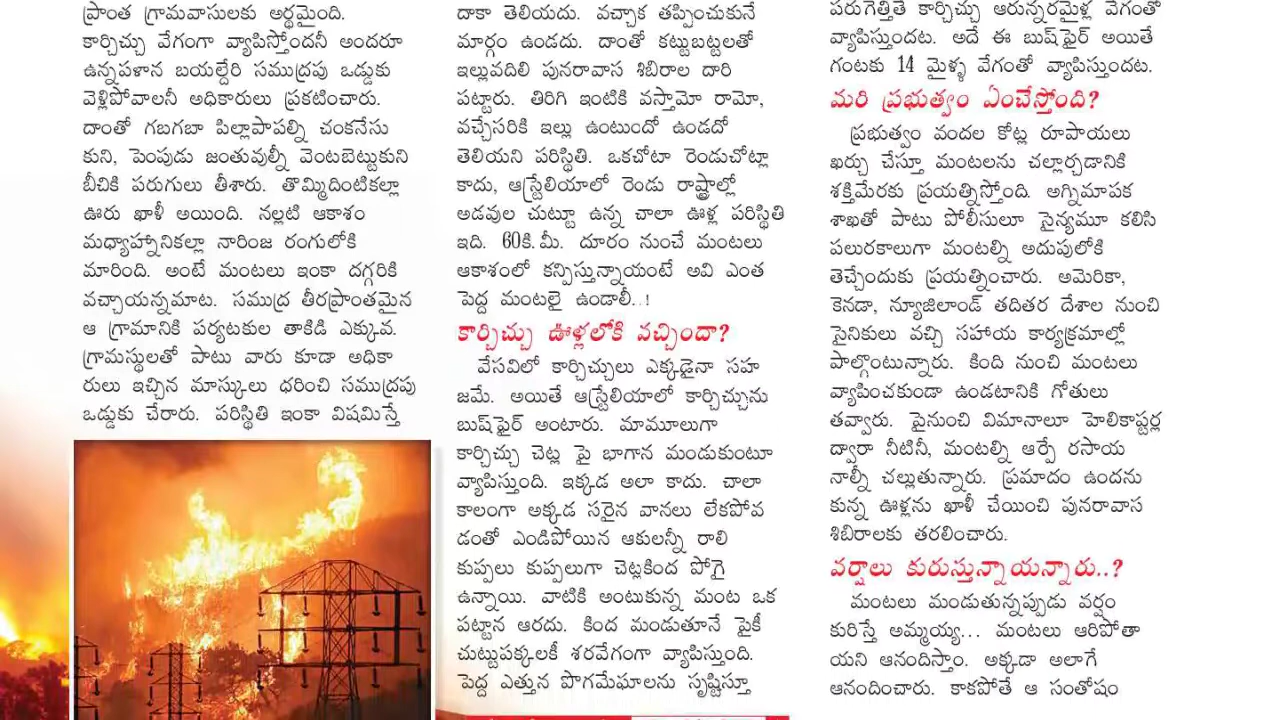 ప్రాంత గ్రామవాసులకు అర్థమైంది.
కార్చిచ్చు వేగంగా వ్యాపిస్తోందనీ అందరూ
ఉన్నపళాన బయల్దేరి సముద్రపు ఒడ్డుకు
వెళ్లిపోవాలనీ అధికారులు ప్రకటించారు.
దాంతో గబగబా పిల్లాపాపల్ని చంకనేసు
కుని, పెంపుడు జంతువుల్నీ వెంటబెట్టుకుని
బీచికి పరుగులు తీశారు. తొమ్మిదింటికల్లా
ఊరు ఖాళీ అయింది. నల్లటి ఆకాశం
మధ్యాహ్నానికల్లా నారింజ రంగులోకి
మారింది. అంటే మంటలు ఇంకా దగ్గరికి
వచ్చాయన్నమాట. సముద్ర తీరప్రాంతమైన
ఆ గ్రామానికి పర్యటకుల తాకిడి ఎక్కువ.
గ్రామస్థులతో పాటు వారు కూడా అధికా
రులు ఇచ్చిన మాస్కులు ధరించి సముద్రపు
ఒడ్డుకు చేరారు. పరిస్థితి ఇంకా విషమిస్తే
దాకా తెలియదు. వచ్చాక తప్పించుకునే
మార్గం ఉండదు. దాంతో కట్టుబట్టలతో
ఇల్లువదిలి పునరావాస శిబిరాల దారి
పట్టారు. తిరిగి ఇంటికి వస్తామో రామో,
వచ్చేసరికి ఇల్లు ఉంటుందో ఉండదో
తెలియని పరిస్థితి. ఒకచోటా రెండుచోట్లా
కాదు, ఆస్ట్రేలియాలో రెండు రాష్ట్రాల్లో
అడవుల చుట్టూ ఉన్న చాలా ఊళ్ల పరిస్థితి
ఇది. 60కి.మీ. దూరం నుంచే మంటలు
ఆకాశంలో కన్పిస్తున్నాయంటే అవి ఎంత
పెద్ద మంటలై ఉండాలీ..!
కార్చిచ్చు ఊళ్లలోకి వచ్చిందా?
వేసవిలో కార్చిచ్చులు ఎక్కడైనా సహ
జమే. అయితే ఆస్ట్రేలియాలో కార్చిచ్చును
బుష్‌ఫైర్ అంటారు. మామూలుగా
కార్చిచ్చు చెట్ల పై భాగాన మండుకుంటూ
వ్యాపిస్తుంది. ఇక్కడ అలా కాదు. చాలా
కాలంగా అక్కడ సరైన వానలు లేకపోవ
డంతో ఎండిపోయిన ఆకులన్నీ రాలి
కుప్పలు కుప్పలుగా చెట్లకింద పోగై
ఉన్నాయి. వాటికి అంటుకున్న మంట ఒక
పట్టాన ఆరదు. కింద మండుతూనే పైకీ
చుట్టుపక్కలకీ శరవేగంగా వ్యాపిస్తుంది.
పెద్ద ఎత్తున పొగమేఘాలను సృష్టిస్తూ
పరుగెత్తితే కార్చిచ్చు ఆరున్నరమైళ్ల వేగంతో
వ్యాపిస్తుందట. అదే ఈ బుష్‌ఫైర్ అయితే
గంటకు 14 మైళ్ళ వేగంతో వ్యాపిస్తుందట.
మరి ప్రభుత్వం ఏంచేస్తోంది?
ప్రభుత్వం వందల కోట్ల రూపాయలు
ఖర్చు చేస్తూ మంటలను చల్లార్చడానికి
శక్తిమేరకు ప్రయత్నిస్తోంది. అగ్నిమాపక
శాఖతో పాటు పోలీసులూ సైన్యమూ కలిసి
పలురకాలుగా మంటల్ని అదుపులోకి
తెచ్చేందుకు ప్రయత్నించారు. అమెరికా,
కెనడా, న్యూజిలాండ్ తదితర దేశాల నుంచి
సైనికులు వచ్చి సహాయ కార్యక్రమాల్లో
పాల్గొంటున్నారు. కింది నుంచి మంటలు
వ్యాపించకుండా ఉండటానికి గోతులు
తవ్వారు. పైనుంచి విమానాలూ హెలికాప్టర్ల
ద్వారా నీటినీ, మంటల్ని ఆర్పే రసాయ
నాల్నీ చల్లుతున్నారు. ప్రమాదం ఉందను
కున్న ఊళ్లను ఖాళీ చేయించి పునరావాస
శిబిరాలకు తరలించారు.
వర్షాలు కురుస్తున్నాయన్నారు..?
మంటలు మండుతున్నప్పుడు వర్షం
కురిస్తే అమ్మయ్య... మంటలు ఆరిపోతా
యని ఆనందిస్తాం. అక్కడా అలాగే
ఆనందించారు. కాకపోతే ఆ సంతోషం